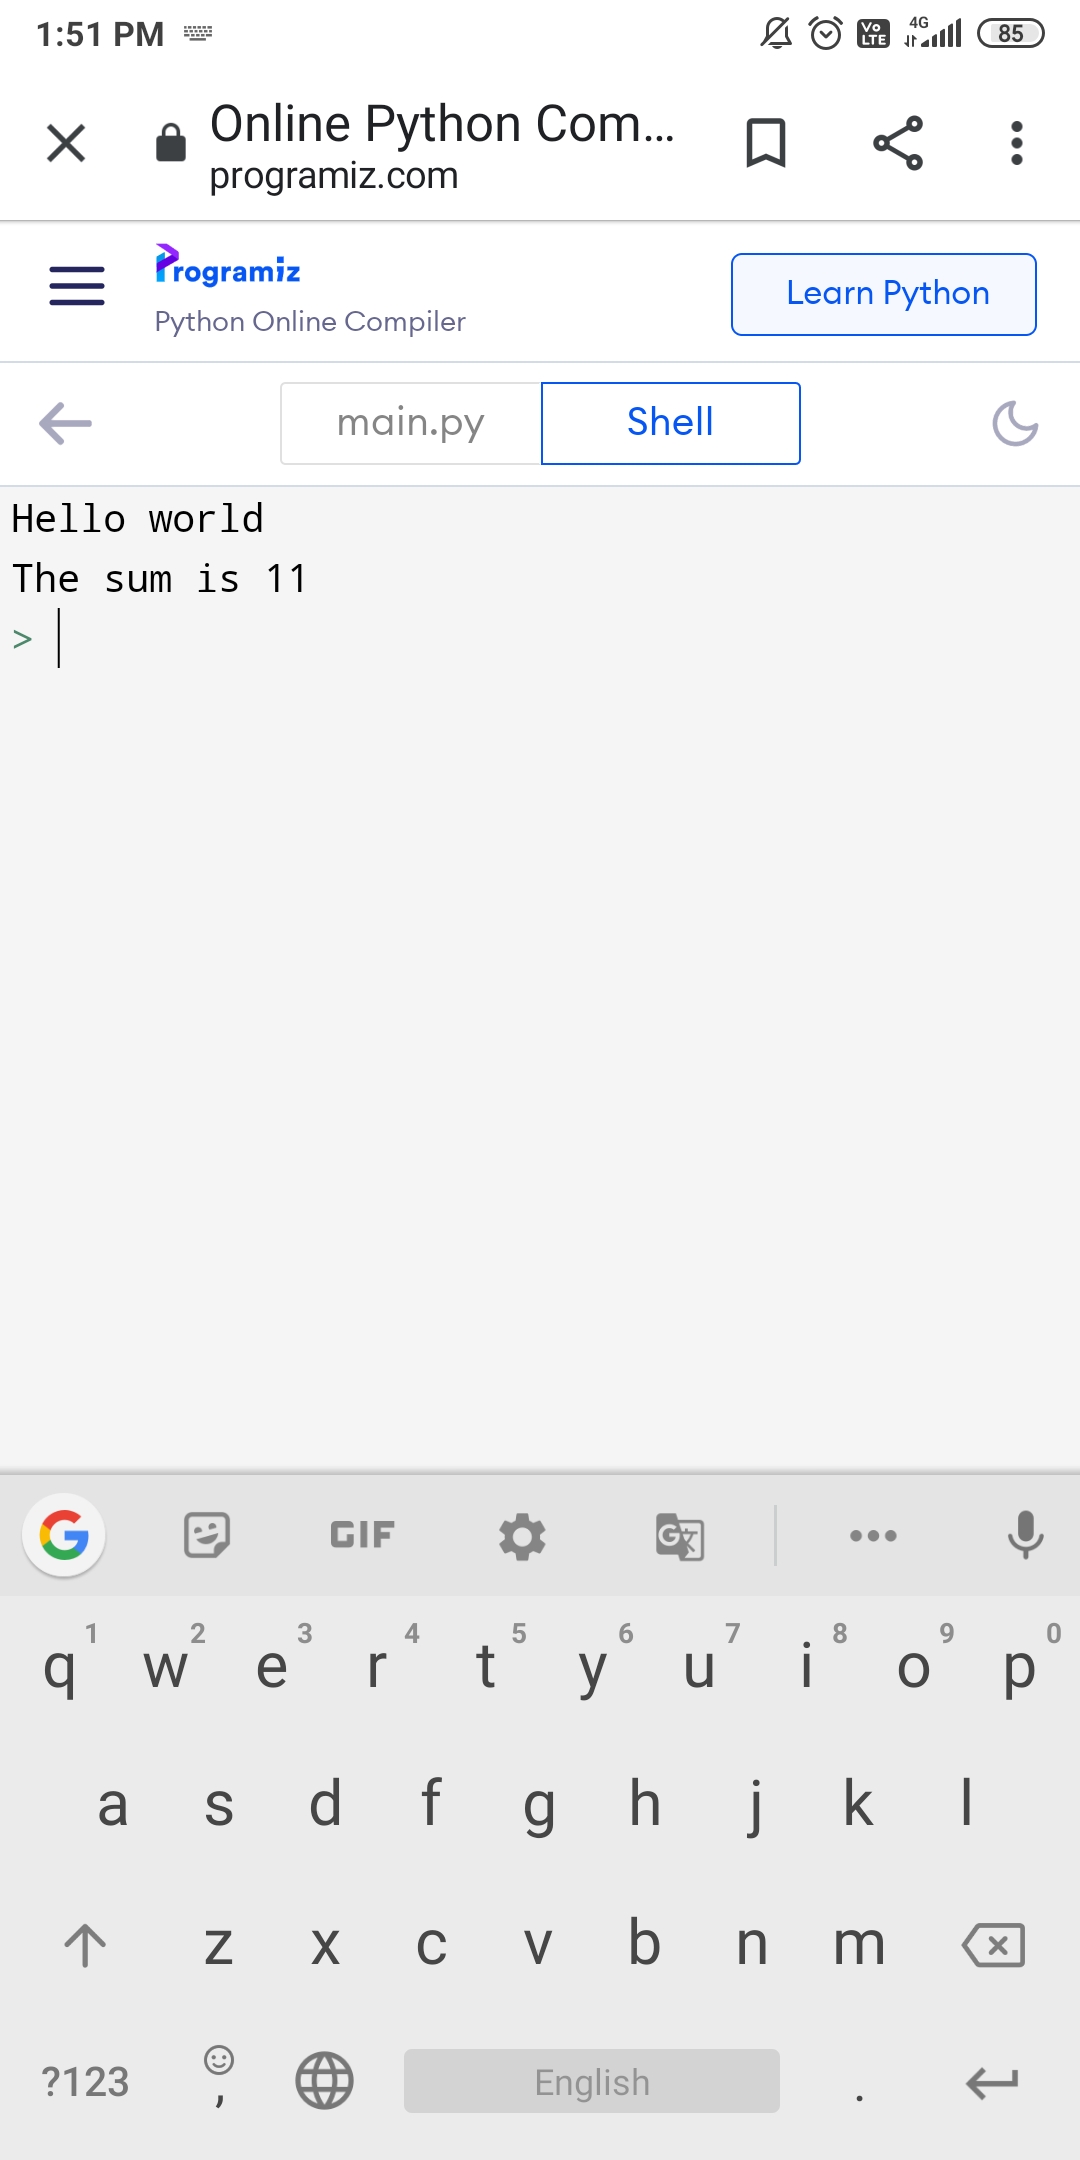 1:51 PM
Vo LTE 4G 85
Online Python Com...
programiz.com
Programiz
Python Online Compiler
Learn Python
main.py Shell
Hello world
The sum is 11
>
G GIF G文
1 2 3 4 5 6 7 8 9 0
q w e r t y u i o p
a s d f g h j k l
z x c v b n m
?123 , English .